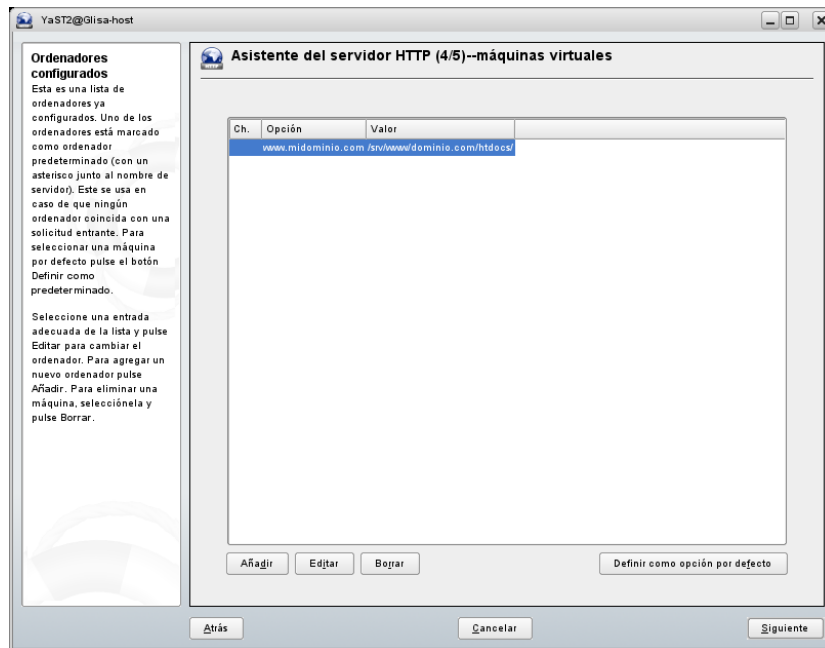 YaST2@Glisa-host
Ordenadores
configurados
Esta es una lista de
ordenadores ya
configurados. Uno de los
ordenadores está marcado
como ordenador
predeterminado (con un
asterisco junto al nombre de
servidor). Este se usa en
caso de que ningún
ordenador coincida con una
solicitud entrante. Para
seleccionar una máquina
por defecto pulse el botón
Definir como
predeterminado.
Seleccione una entrada
adecuada de la lista y pulse
Editar para cambiar el
ordenador. Para agregar un
nuevo ordenador pulse
Añadir. Para eliminar una
máquina, selecciónela y
pulse Borrar.
HTTP
Asistente del servidor HTTP (4/5)--máquinas virtuales
Ch. Opción Valor
www.midominio.com /srv/www/dominio.com/htdocs/
Añadir Editar Borrar Definir como opción por defecto
Atrás Cancelar Siguiente